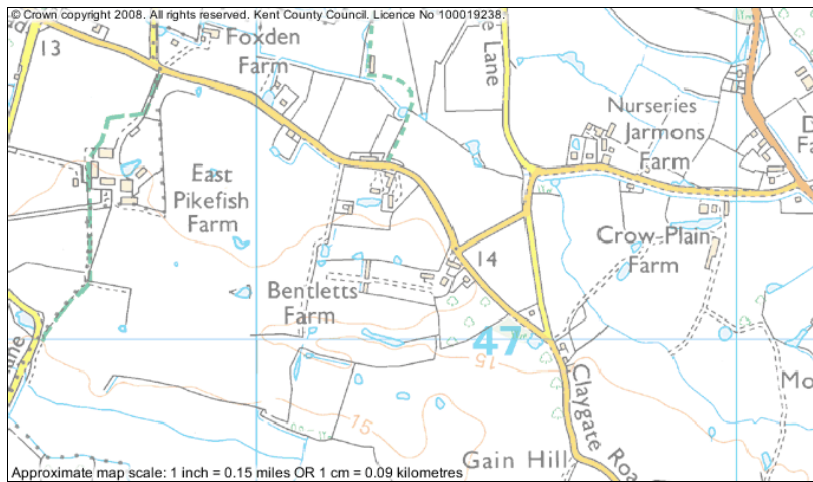 © Crown copyright 2008. All rights reserved. Kent County Council. Licence No 100019238.
13
Foxden
Farm
Lane
Nurseries
Jarmons
Farm
East
Pikefish
Farm
Crow Plain
Farm
14
Bentletts
Farm
47
15
15
Claygate
Gain Hill
Approximate map scale: 1 inch = 0.15 miles OR 1 cm = 0.09 kilometres